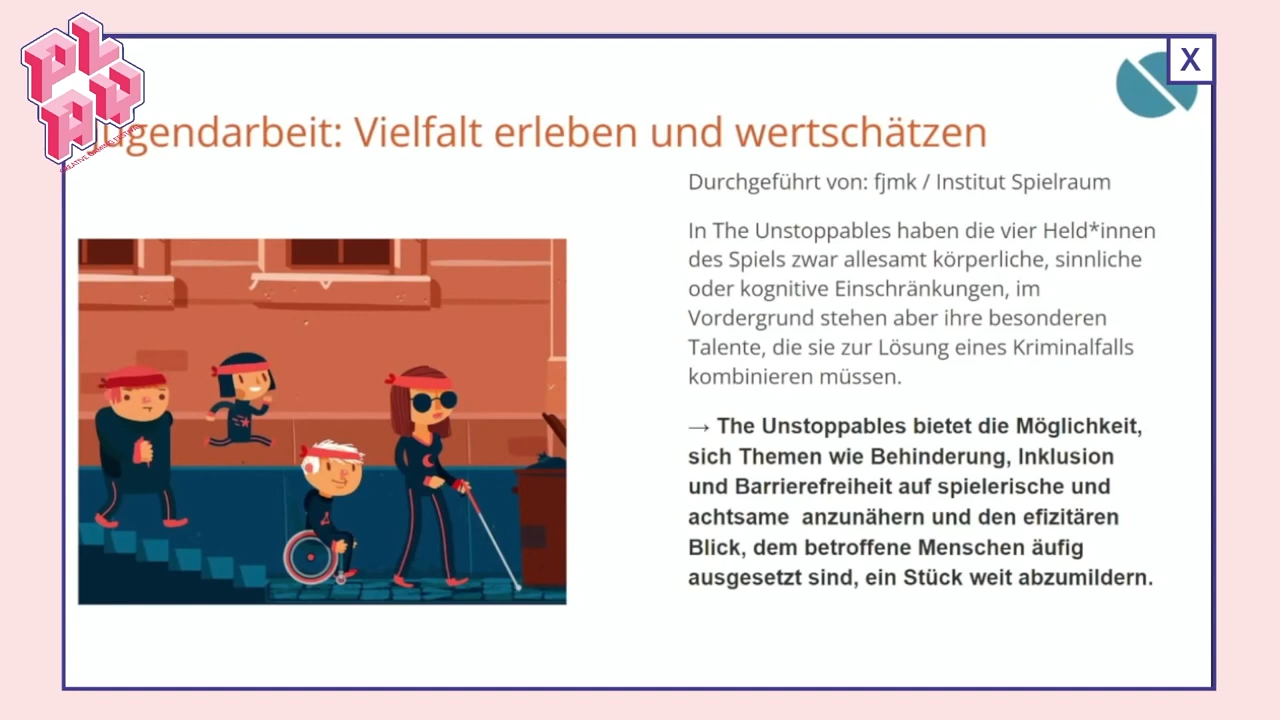 PLAY
X
Jugendarbeit: Vielfalt erleben und wertschätzen
Durchgeführt von: fjmk / Institut Spielraum
In The Unstoppables haben die vier Held*innen
des Spiels zwar allesamt körperliche, sinnliche
oder kognitive Einschränkungen, im
Vordergrund stehen aber ihre besonderen
Talente, die sie zur Lösung eines Kriminalfalls
kombinieren müssen.
→ The Unstoppables bietet die Möglichkeit,
sich Themen wie Behinderung, Inklusion
und Barrierefreiheit auf spielerische und
achtsame  anzunähern und den efizitären
Blick, dem betroffene Menschen äufig
ausgesetzt sind, ein Stück weit abzumildern.